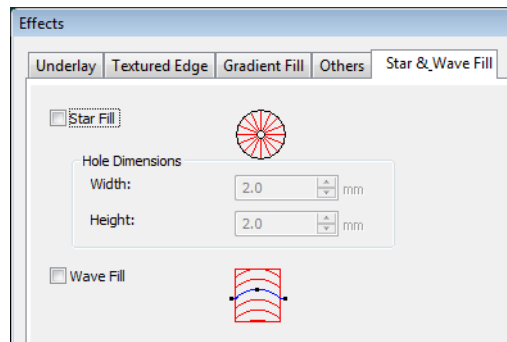 Effects
Underlay Textured Edge Gradient Fill Others Star & Wave Fill
Star Fill
Hole Dimensions
Width: 2.0 mm
Height: 2.0 mm
Wave Fill